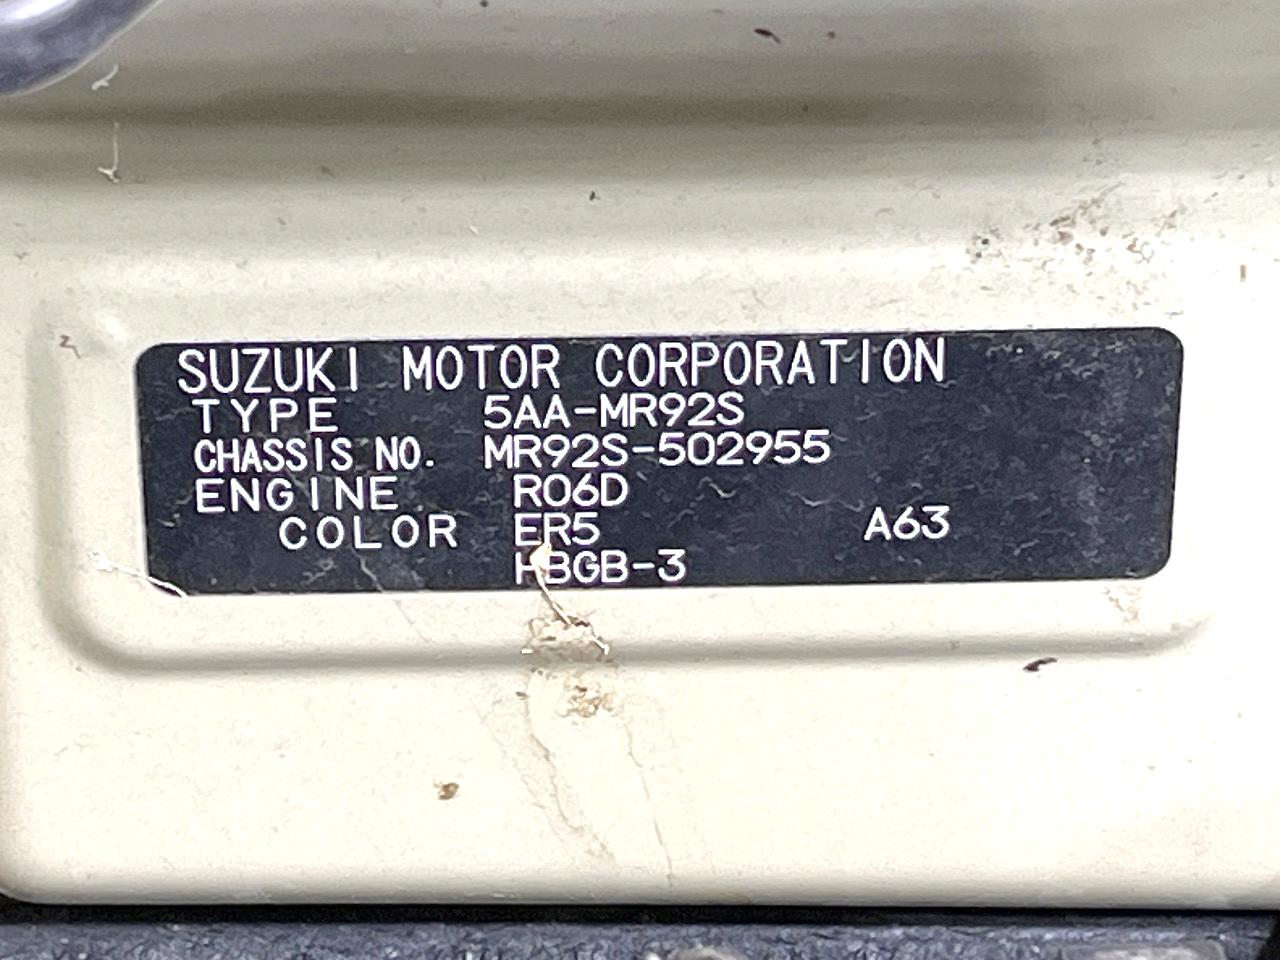 SUZUKI MOTOR CORPORATION
TYPE 5AA-MR92S
CHASSIS NO. MR92S-502955
ENGINE R06D
COLOR ER5 A63
HBGB-3